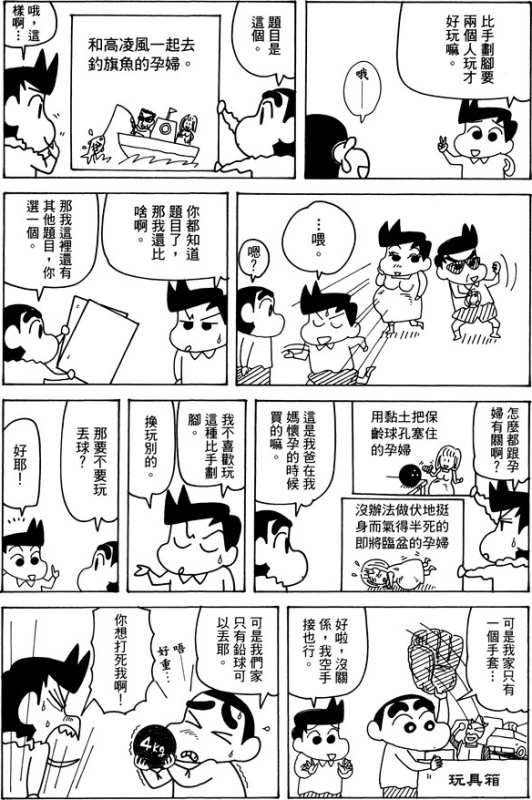 比手劃腳要
兩個人玩才
好玩嘛。
哦
題目是
這個。
和高凌風一起去
釣旗魚的孕婦。
哦，這
樣啊…
…喂。
嗯？
你都知道
題目了，
那我還比
啥啊。
那我這裡還有
其他題目，你
選一個。
怎麼都跟孕
婦有關啊？
用黏土把保
齡球孔塞住
的孕婦
沒辦法做伏地挺
身而氣得半死的
即將臨盆的孕婦
這是我爸在我
媽懷孕的時候
買的嘛。
我不喜歡玩
這種比手劃
腳。
換玩別的。
那要不要玩
丟球？
好耶！
可是我家只有
一個手套…
好啦，沒關
係，我空手
接也行。
玩具箱
可是我們家
只有鉛球可
以丟耶。
唔
好重…
4kg
你想打死我啊！